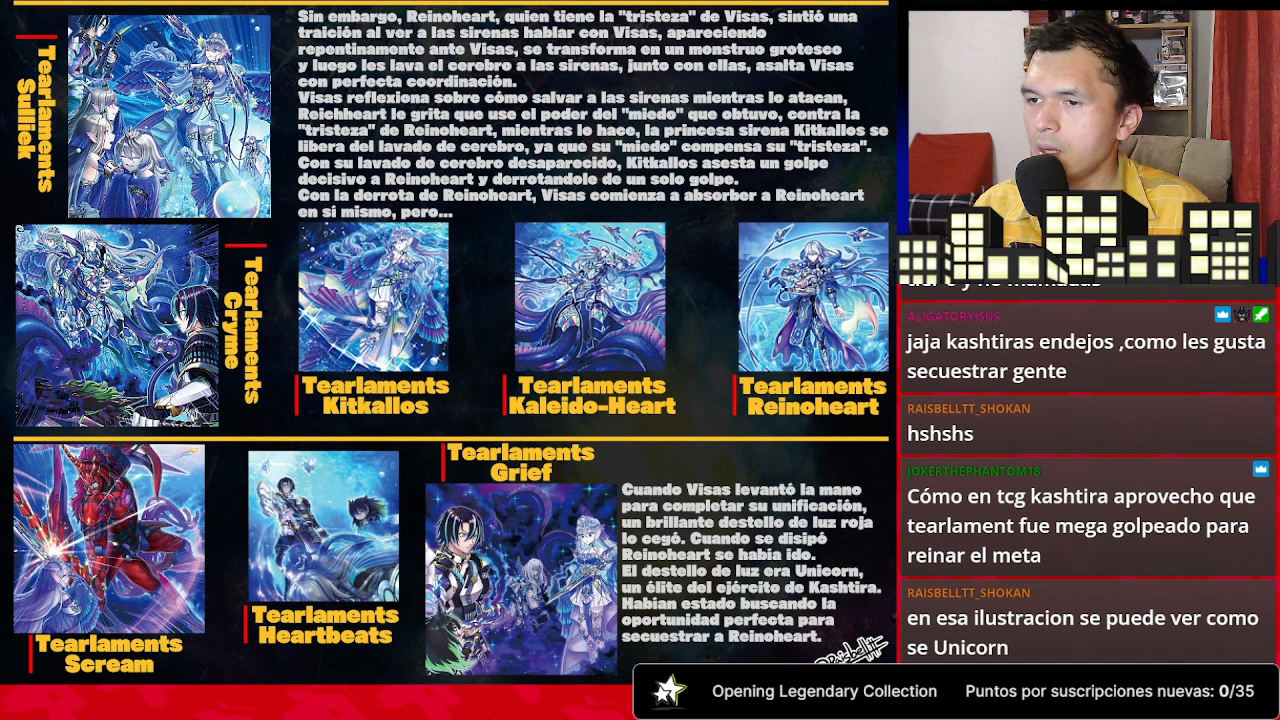 Tearlaments
Sulliek
Sin embargo, Reinoheart, quien tiene la "tristeza" de Visas, sintió una
traición al ver a las sirenas hablar con Visas, apareciendo
repentinamente ante Visas, se transforma en un monstruo grotesco
y luego les lava el cerebro a las sirenas, junto con ellas, asalta Visas
con perfecta coordinación.
Visas reflexiona sobre cómo salvar a las sirenas mientras lo atacan,
Reichheart le grita que use el poder del "miedo" que obtuvo, contra la
"tristeza" de Reinoheart, mientras lo hace, la princesa sirena Kitkallos se
libera del lavado de cerebro, ya que su "miedo" compensa su "tristeza".
Con su lavado de cerebro desaparecido, Kitkallos asesta un golpe
decisivo a Reinoheart y derrotandole de un solo golpe.
Con la derrota de Reinoheart, Visas comienza a absorber a Reinoheart
en si mismo, pero...
Tearlaments
Cryme
Tearlaments
Kitkallos
Tearlaments
Kaleido-Heart
Tearlaments
Reinoheart
Tearlaments
Scream
Tearlaments
Heartbeats
Tearlaments
Grief
Cuando Visas levantó la mano
para completar su unificación,
un brillante destello de luz roja
lo cegó. Cuando se disipó
Reinoheart se habia ido.
El destello de luz era Unicorn,
un élite del ejército de Kashtira.
Habían estado buscando la
oportunidad perfecta para
secuestrar a Reinoheart.
@Raisbelltt
ALIGATORYISUS
jaja kashtiras endejos ,como les gusta
secuestrar gente
RAISBELLTT_SHOKAN
hshshs
JOKERTHEPHANTOM18
Cómo en tcg kashtira aprovecho que
tearlament fue mega golpeado para
reinar el meta
RAISBELLTT_SHOKAN
en esa ilustracion se puede ver como
se Unicorn
Opening Legendary Collection
Puntos por suscripciones nuevas: 0/35